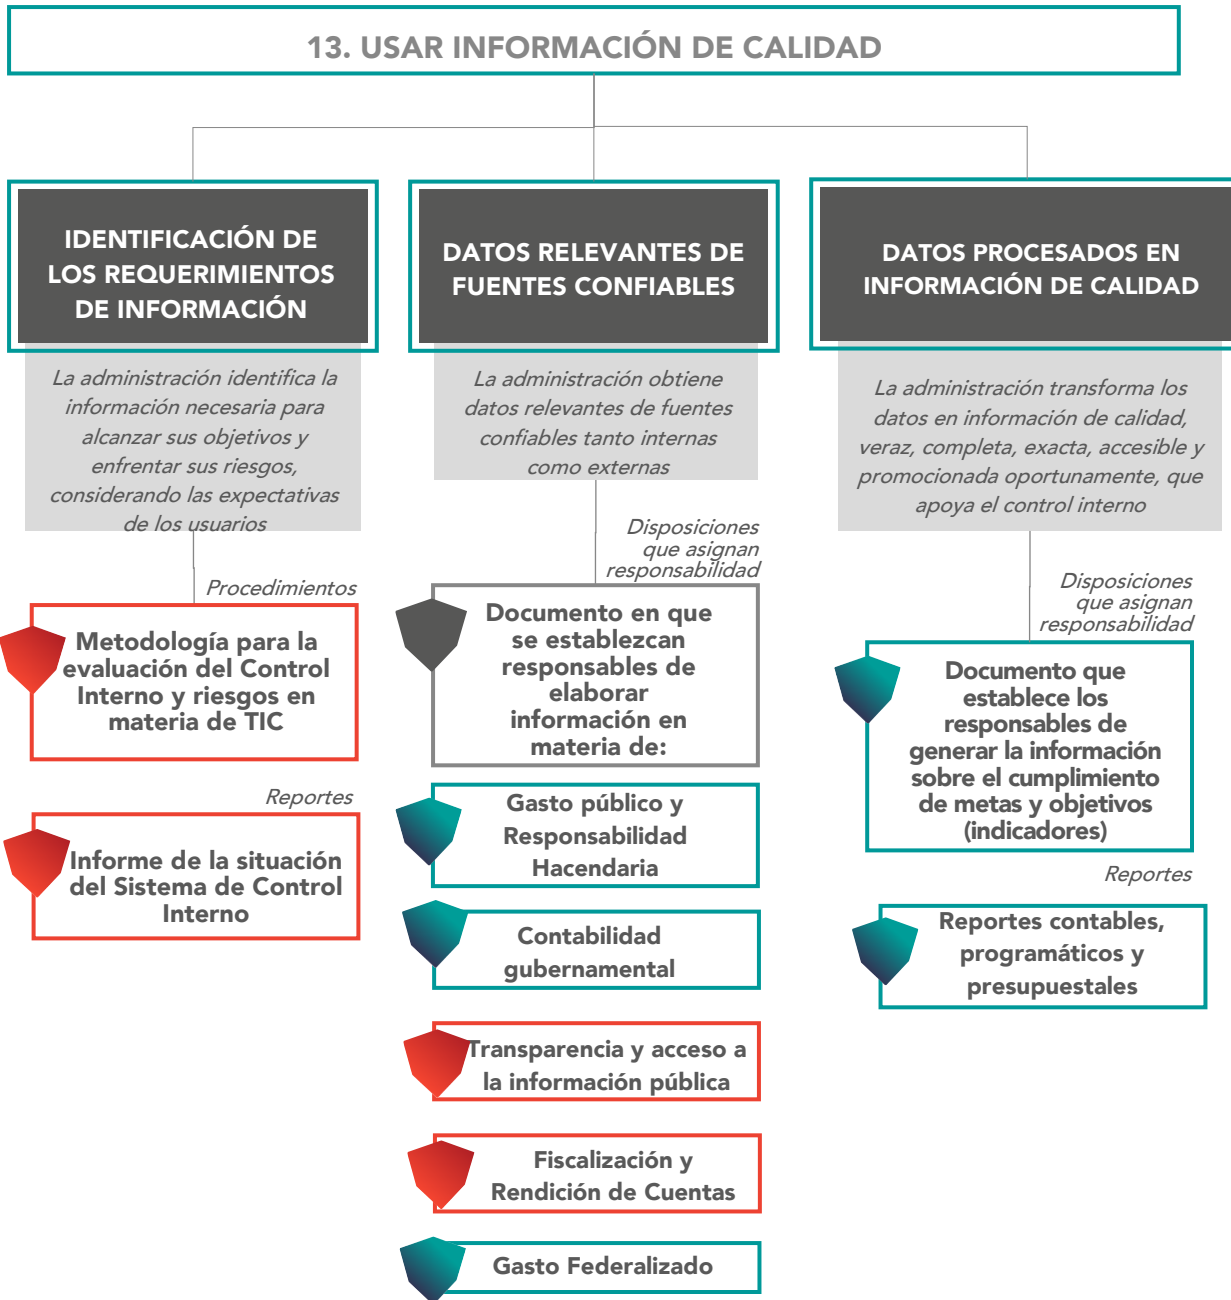 13. USAR INFORMACIÓN DE CALIDAD
IDENTIFICACIÓN DE
LOS REQUERIMIENTOS
DE INFORMACIÓN
La administración identifica la
información necesaria para
alcanzar sus objetivos y
enfrentar sus riesgos,
considerando las expectativas
de los usuarios
Procedimientos
Metodología para la
evaluación del Control
Interno y riesgos en
materia de TIC
Reportes
Informe de la situación
del Sistema de Control
Interno
DATOS RELEVANTES DE
FUENTES CONFIABLES
La administración obtiene
datos relevantes de fuentes
confiables tanto internas
como externas
Disposiciones
que asignan
responsabilidad
Documento en que
se establezcan
responsables de
elaborar
información en
materia de:
Gasto público y
Responsabilidad
Hacendaria
Contabilidad
gubernamental
Transparencia y acceso a
la información pública
Fiscalización y
Rendición de Cuentas
Gasto Federalizado
DATOS PROCESADOS EN
INFORMACIÓN DE CALIDAD
La administración transforma los
datos en información de calidad,
veraz, completa, exacta, accesible y
promocionada oportunamente, que
apoya el control interno
Disposiciones
que asignan
responsabilidad
Documento que
establece los
responsables de
generar la información
sobre el cumplimiento
de metas y objetivos
(indicadores)
Reportes
Reportes contables,
programáticos y
presupuestales